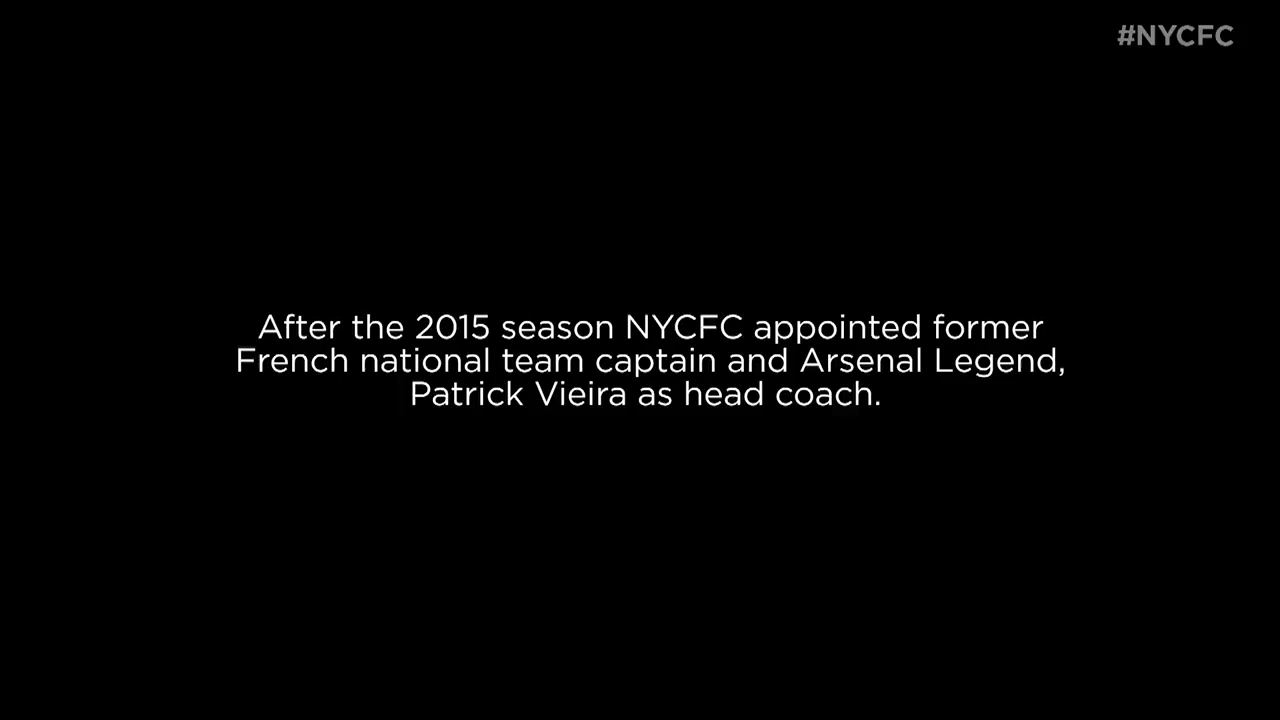 #NYCFC
After the 2015 season NYCFC appointed former
French national team captain and Arsenal Legend,
Patrick Vieira as head coach.